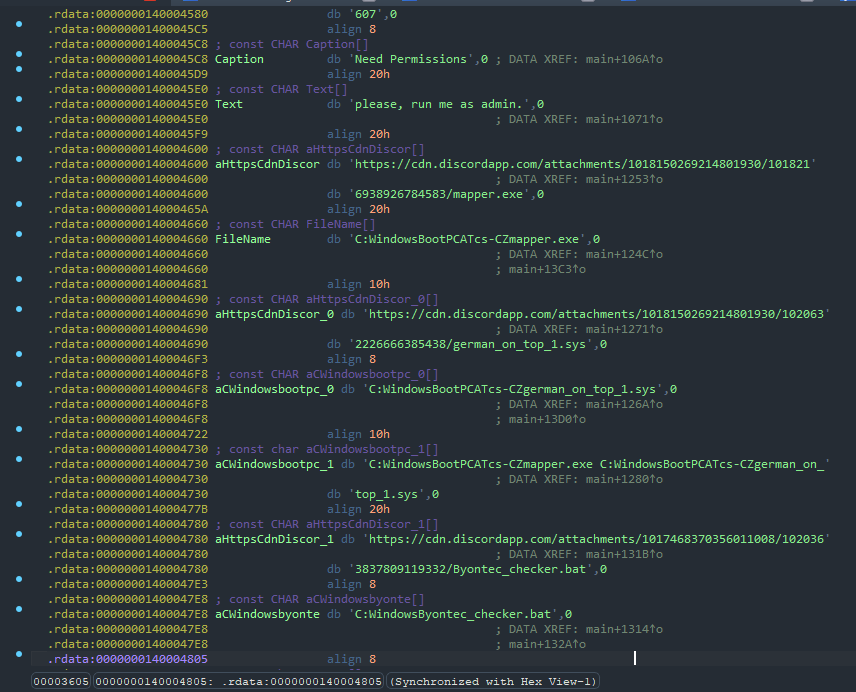 .rdata:0000000140004580 db '607',0
.rdata:00000001400045C5 align 8
.rdata:00000001400045C8 ; const CHAR Caption[]
.rdata:00000001400045C8 Caption db 'Need Permissions',0 ; DATA XREF: main+106A↑o
.rdata:00000001400045D9 align 20h
.rdata:00000001400045E0 ; const CHAR Text[]
.rdata:00000001400045E0 Text db 'please, run me as admin.',0
.rdata:00000001400045E0 ; DATA XREF: main+1071↑o
.rdata:00000001400045F9 align 20h
.rdata:0000000140004600 ; const CHAR aHttpsCdnDiscor[]
.rdata:0000000140004600 aHttpsCdnDiscor db 'https://cdn.discordapp.com/attachments/1018150269214801930/101821'
.rdata:0000000140004600 ; DATA XREF: main+1253↑o
.rdata:0000000140004600 db '6938926784583/mapper.exe',0
.rdata:000000014000465A align 20h
.rdata:0000000140004660 ; const CHAR FileName[]
.rdata:0000000140004660 FileName db 'C:WindowsBootPCATcs-CZmapper.exe',0
.rdata:0000000140004660 ; DATA XREF: main+124C↑o
.rdata:0000000140004660 ; main+13C3↑o
.rdata:0000000140004681 align 10h
.rdata:0000000140004690 ; const CHAR aHttpsCdnDiscor_0[]
.rdata:0000000140004690 aHttpsCdnDiscor_0 db 'https://cdn.discordapp.com/attachments/1018150269214801930/102063'
.rdata:0000000140004690 ; DATA XREF: main+1271↑o
.rdata:0000000140004690 db '2226666385438/german_on_top_1.sys',0
.rdata:00000001400046F3 align 8
.rdata:00000001400046F8 ; const CHAR aCWindowsbootpc_0[]
.rdata:00000001400046F8 aCWindowsbootpc_0 db 'C:WindowsBootPCATcs-CZgerman_on_top_1.sys',0
.rdata:00000001400046F8 ; DATA XREF: main+126A↑o
.rdata:00000001400046F8 ; main+13D0↑o
.rdata:0000000140004722 align 10h
.rdata:0000000140004730 ; const char aCWindowsbootpc_1[]
.rdata:0000000140004730 aCWindowsbootpc_1 db 'C:WindowsBootPCATcs-CZmapper.exe C:WindowsBootPCATcs-CZgerman_on_'
.rdata:0000000140004730 ; DATA XREF: main+1280↑o
.rdata:0000000140004730 db 'top_1.sys',0
.rdata:000000014000477B align 20h
.rdata:0000000140004780 ; const CHAR aHttpsCdnDiscor_1[]
.rdata:0000000140004780 aHttpsCdnDiscor_1 db 'https://cdn.discordapp.com/attachments/1017468370356011008/102036'
.rdata:0000000140004780 ; DATA XREF: main+131B↑o
.rdata:0000000140004780 db '3837809119332/Byontec_checker.bat',0
.rdata:00000001400047E3 align 8
.rdata:00000001400047E8 ; const CHAR aCWindowsbyonte[]
.rdata:00000001400047E8 aCWindowsbyonte db 'C:WindowsByontec_checker.bat',0
.rdata:00000001400047E8 ; DATA XREF: main+1314↑o
.rdata:00000001400047E8 ; main+132A↑o
.rdata:0000000140004805 align 8
00003605 0000000140004805: .rdata:0000000140004805 (Synchronized with Hex View-1)